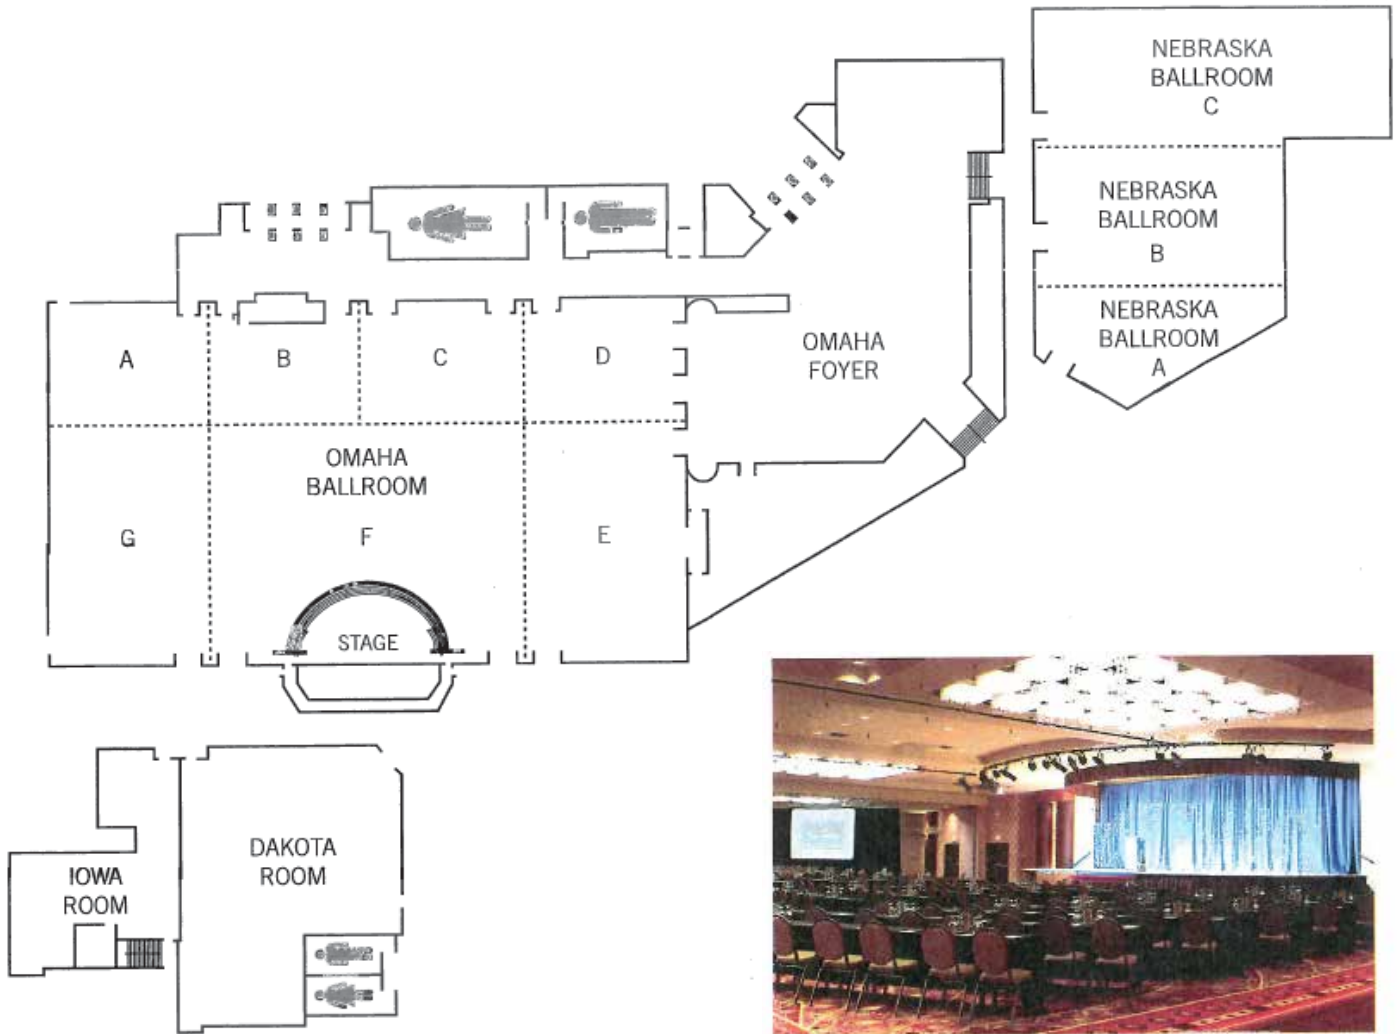 NEBRASKA
BALLROOM
C
NEBRASKA
BALLROOM
B
NEBRASKA
BALLROOM
A
A
B
C
D
OMAHA
FOYER
OMAHA
BALLROOM
G
F
E
STAGE
IOWA
ROOM
DAKOTA
ROOM